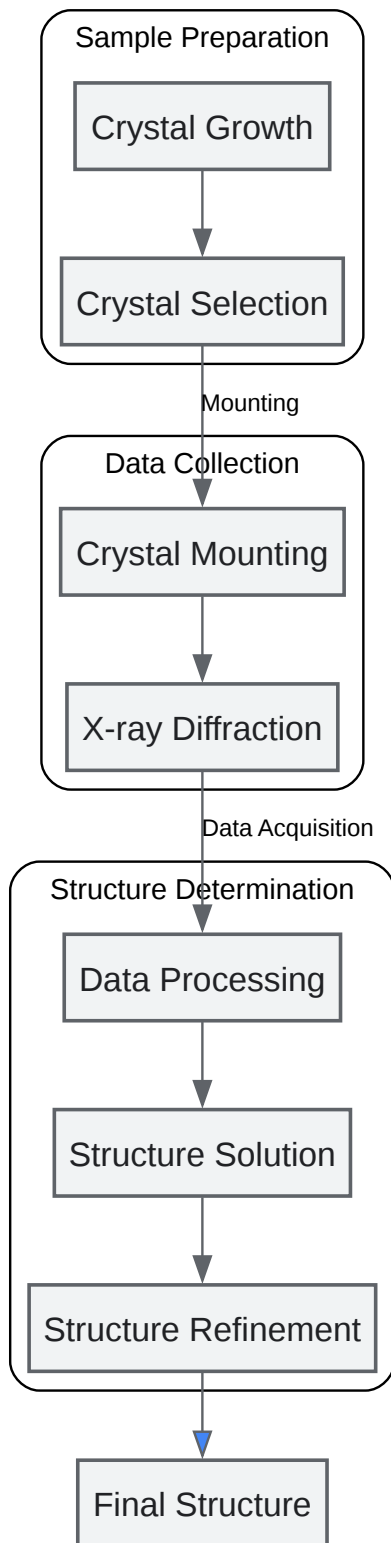 Sample Preparation
Crystal Growth
Crystal Selection
Mounting
Data Collection
Crystal Mounting
X-ray Diffraction
Data Acquisition
Structure Determination
Data Processing
Structure Solution
Structure Refinement
Final Structure